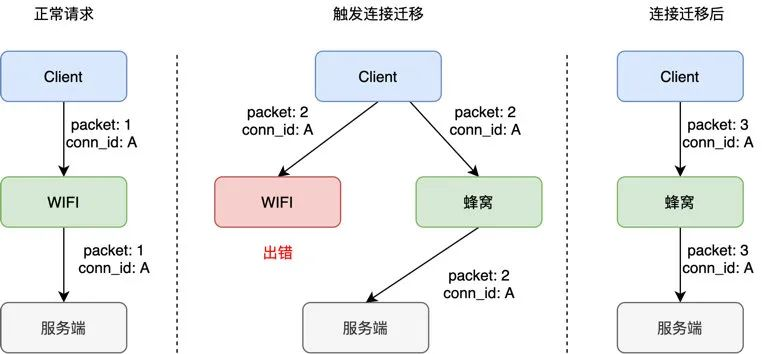 正常请求
Client
packet: 1
conn_id: A
WIFI
packet: 1
conn_id: A
服务端
触发连接迁移
Client
packet: 2
conn_id: A
packet: 2
conn_id: A
WIFI
蜂窝
出错
packet: 2
conn_id: A
服务端
连接迁移后
Client
packet: 3
conn_id: A
蜂窝
packet: 3
conn_id: A
服务端